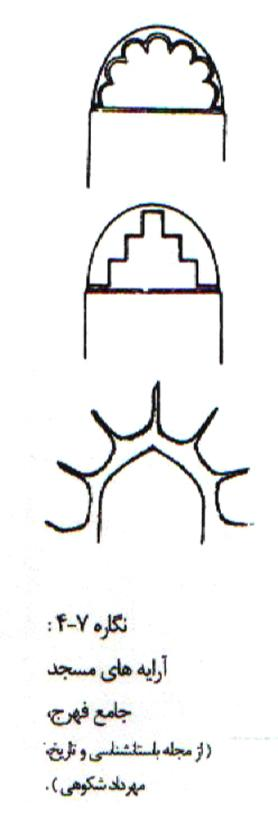 نگاره ۷-۴ :
آرایه های مسجد
جامع فهرج،
(از مجله باستانشناسی و تاریخ،
مهرداد شکوهی).